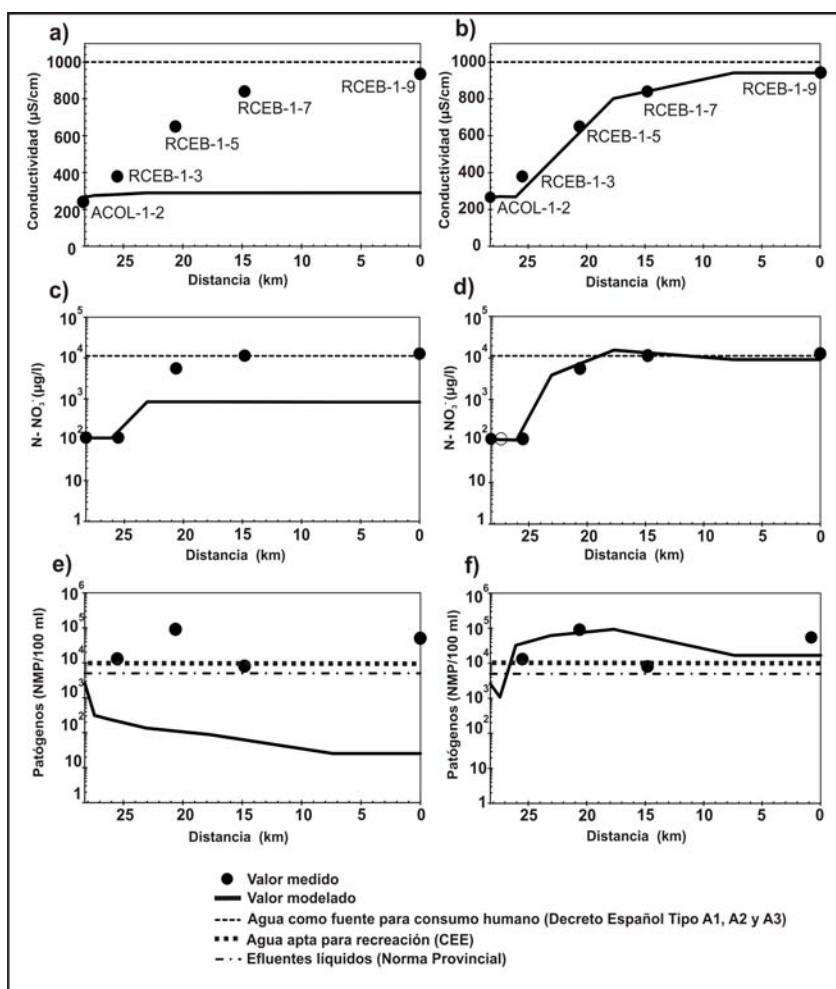 a)
Conductividad (µS/cm)
1000
800
600
400
200
0
RCEB-1-9
RCEB-1-7
RCEB-1-5
RCEB-1-3
ACOL-1-2
25 20 15 10 5 0
Distancia (km)
b)
Conductividad (µS/cm)
1000
800
600
400
200
0
RCEB-1-9
RCEB-1-7
RCEB-1-5
RCEB-1-3
ACOL-1-2
25 20 15 10 5 0
Distancia (km)
c)
N- NO₃⁻ (µg/l)
10⁵
10⁴
10³
10²
10
1
25 20 15 10 5 0
Distancia (km)
d)
N- NO₃⁻ (µg/l)
10⁵
10⁴
10³
10²
10
1
25 20 15 10 5 0
Distancia (km)
e)
Patógenos (NMP/100 ml)
10⁶
10⁵
10⁴
10³
10²
10
1
25 20 15 10 5 0
Distancia (km)
f)
Patógenos (NMP/100 ml)
10⁶
10⁵
10⁴
10³
10²
10
1
25 20 15 10 5 0
Distancia (km)
Valor medido
Valor modelado
Agua como fuente para consumo humano (Decreto Español Tipo A1, A2 y A3)
Agua apta para recreación (CEE)
Efluentes líquidos (Norma Provincial)